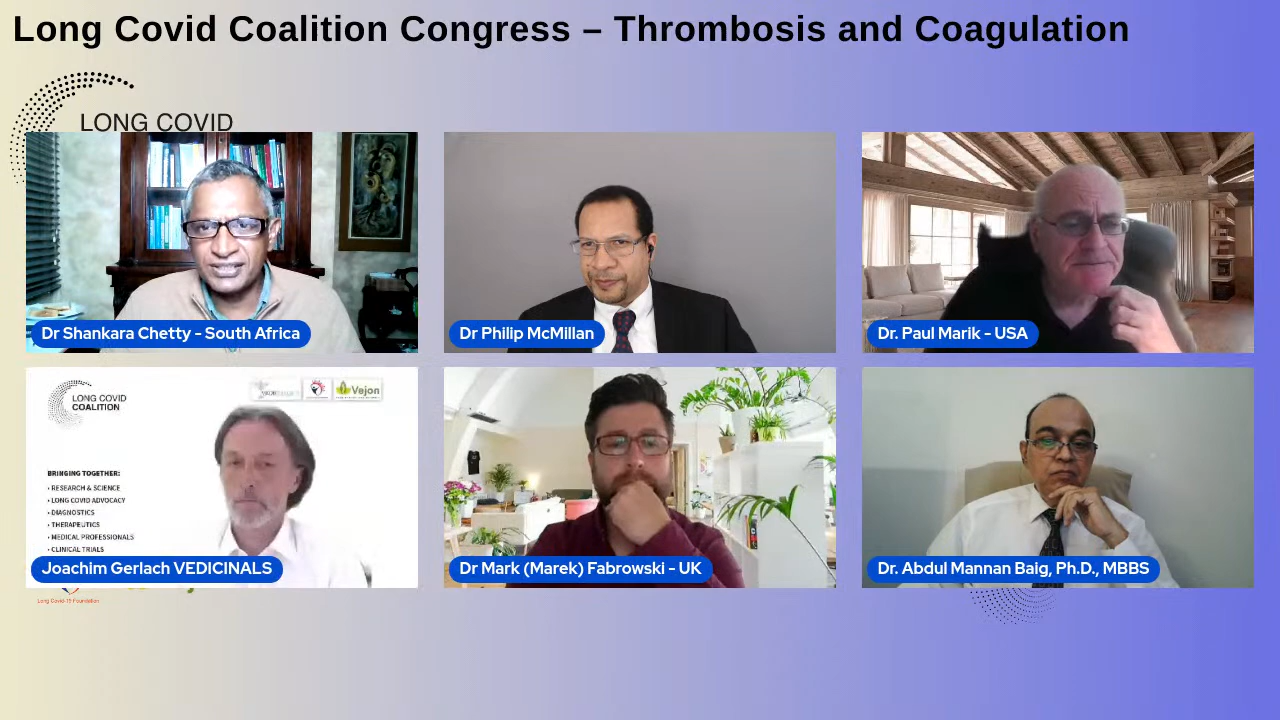 Long Covid Coalition Congress – Thrombosis and Coagulation
LONG COVID
Dr Shankara Chetty - South Africa
Dr Philip McMillan
Dr. Paul Marik - USA
LONG COVID
COALITION
Vejon
BRINGING TOGETHER:
• RESEARCH & SCIENCE
• LONG COVID ADVOCACY
• DIAGNOSTICS
• THERAPEUTICS
• MEDICAL PROFESSIONALS
• CLINICAL TRIALS
Joachim Gerlach VEDICINALS
Dr Mark (Marek) Fabrowski - UK
Dr. Abdul Mannan Baig, Ph.D., MBBS
Long Covid-19 Foundation